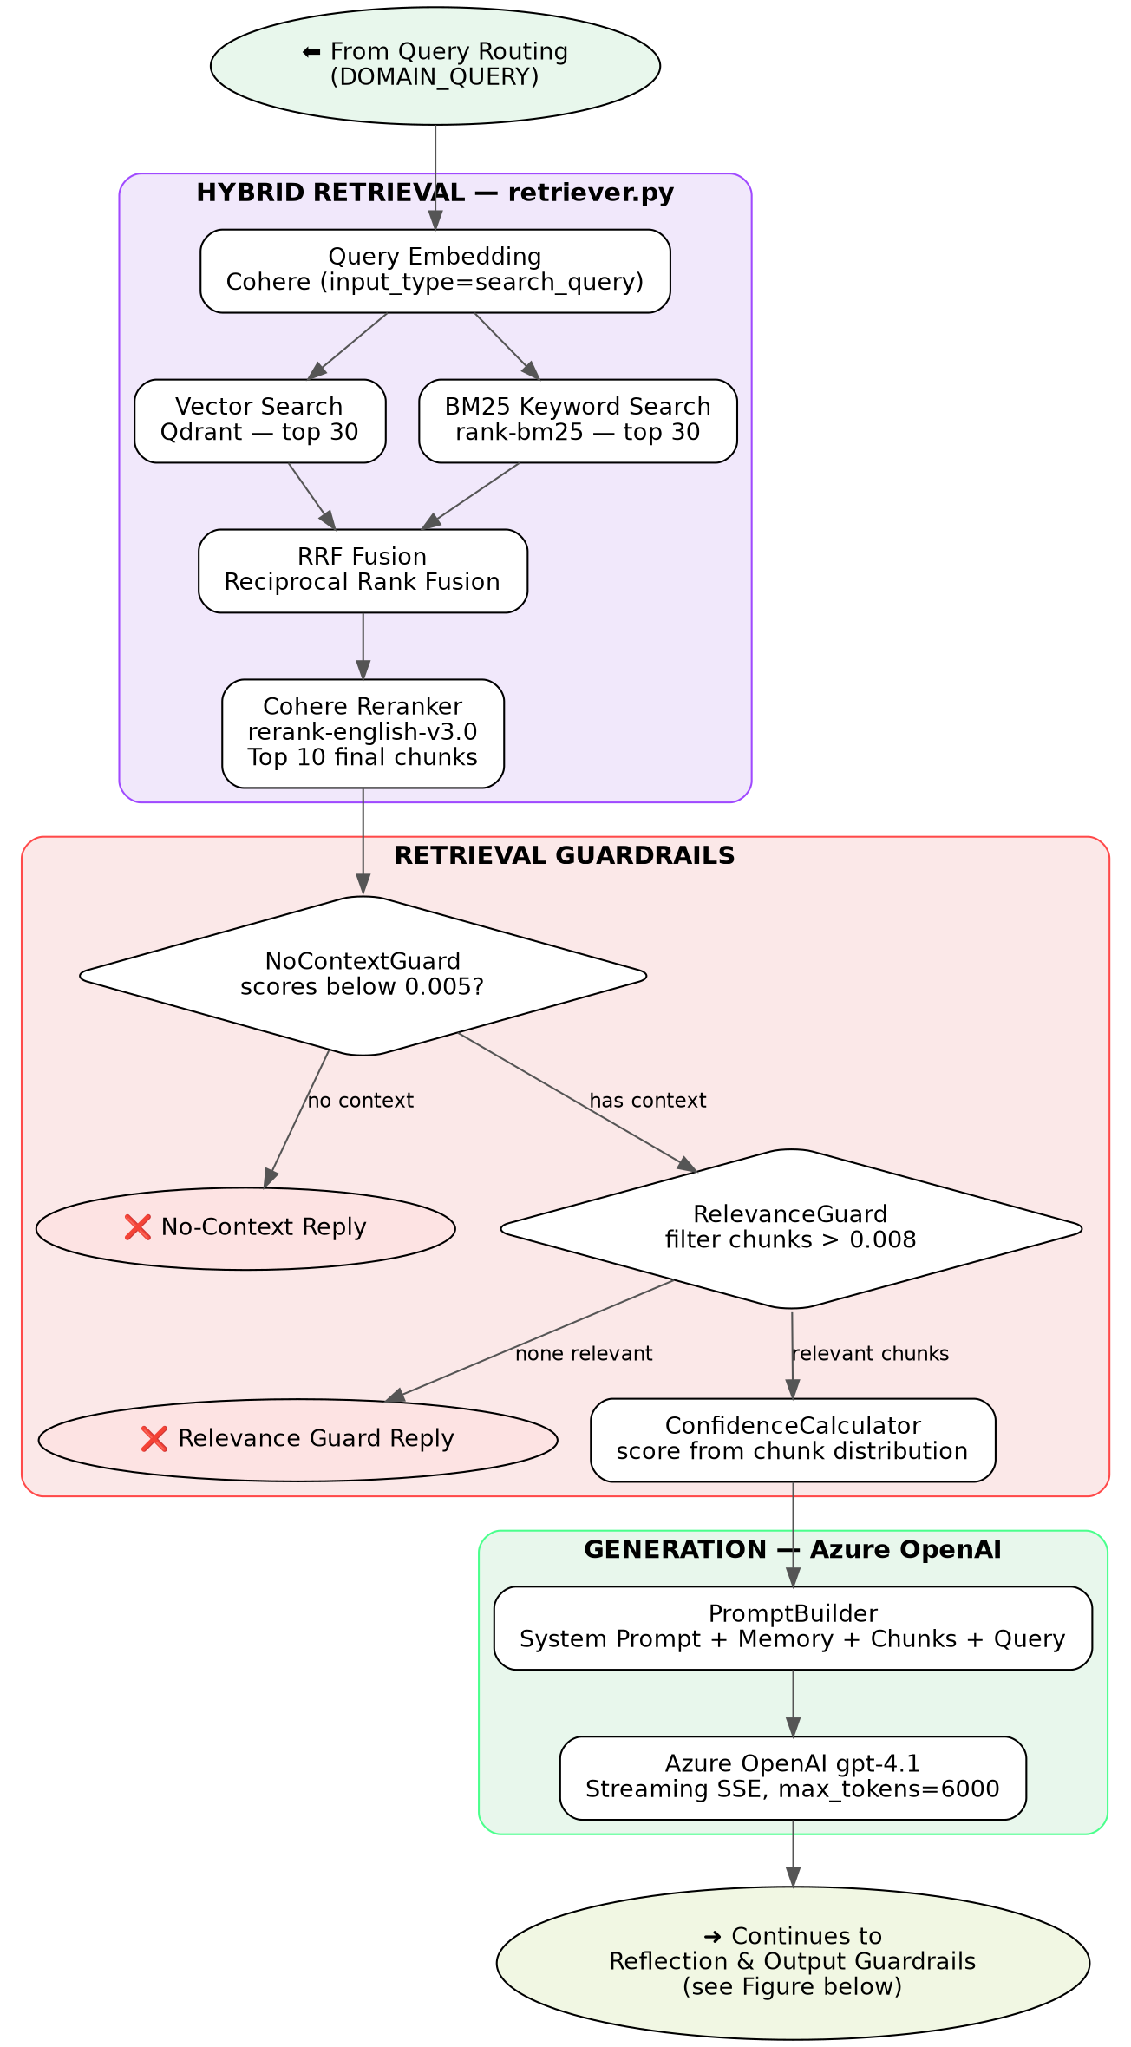 ⬅ From Query Routing
(DOMAIN_QUERY)
HYBRID RETRIEVAL — retriever.py
Query Embedding
Cohere (input_type=search_query)
Vector Search
Qdrant — top 30
BM25 Keyword Search
rank-bm25 — top 30
RRF Fusion
Reciprocal Rank Fusion
Cohere Reranker
rerank-english-v3.0
Top 10 final chunks
RETRIEVAL GUARDRAILS
NoContextGuard
scores below 0.005?
no context
has context
❌ No-Context Reply
RelevanceGuard
filter chunks > 0.008
none relevant
relevant chunks
❌ Relevance Guard Reply
ConfidenceCalculator
score from chunk distribution
GENERATION — Azure OpenAI
PromptBuilder
System Prompt + Memory + Chunks + Query
Azure OpenAI gpt-4.1
Streaming SSE, max_tokens=6000
➜ Continues to
Reflection & Output Guardrails
(see Figure below)